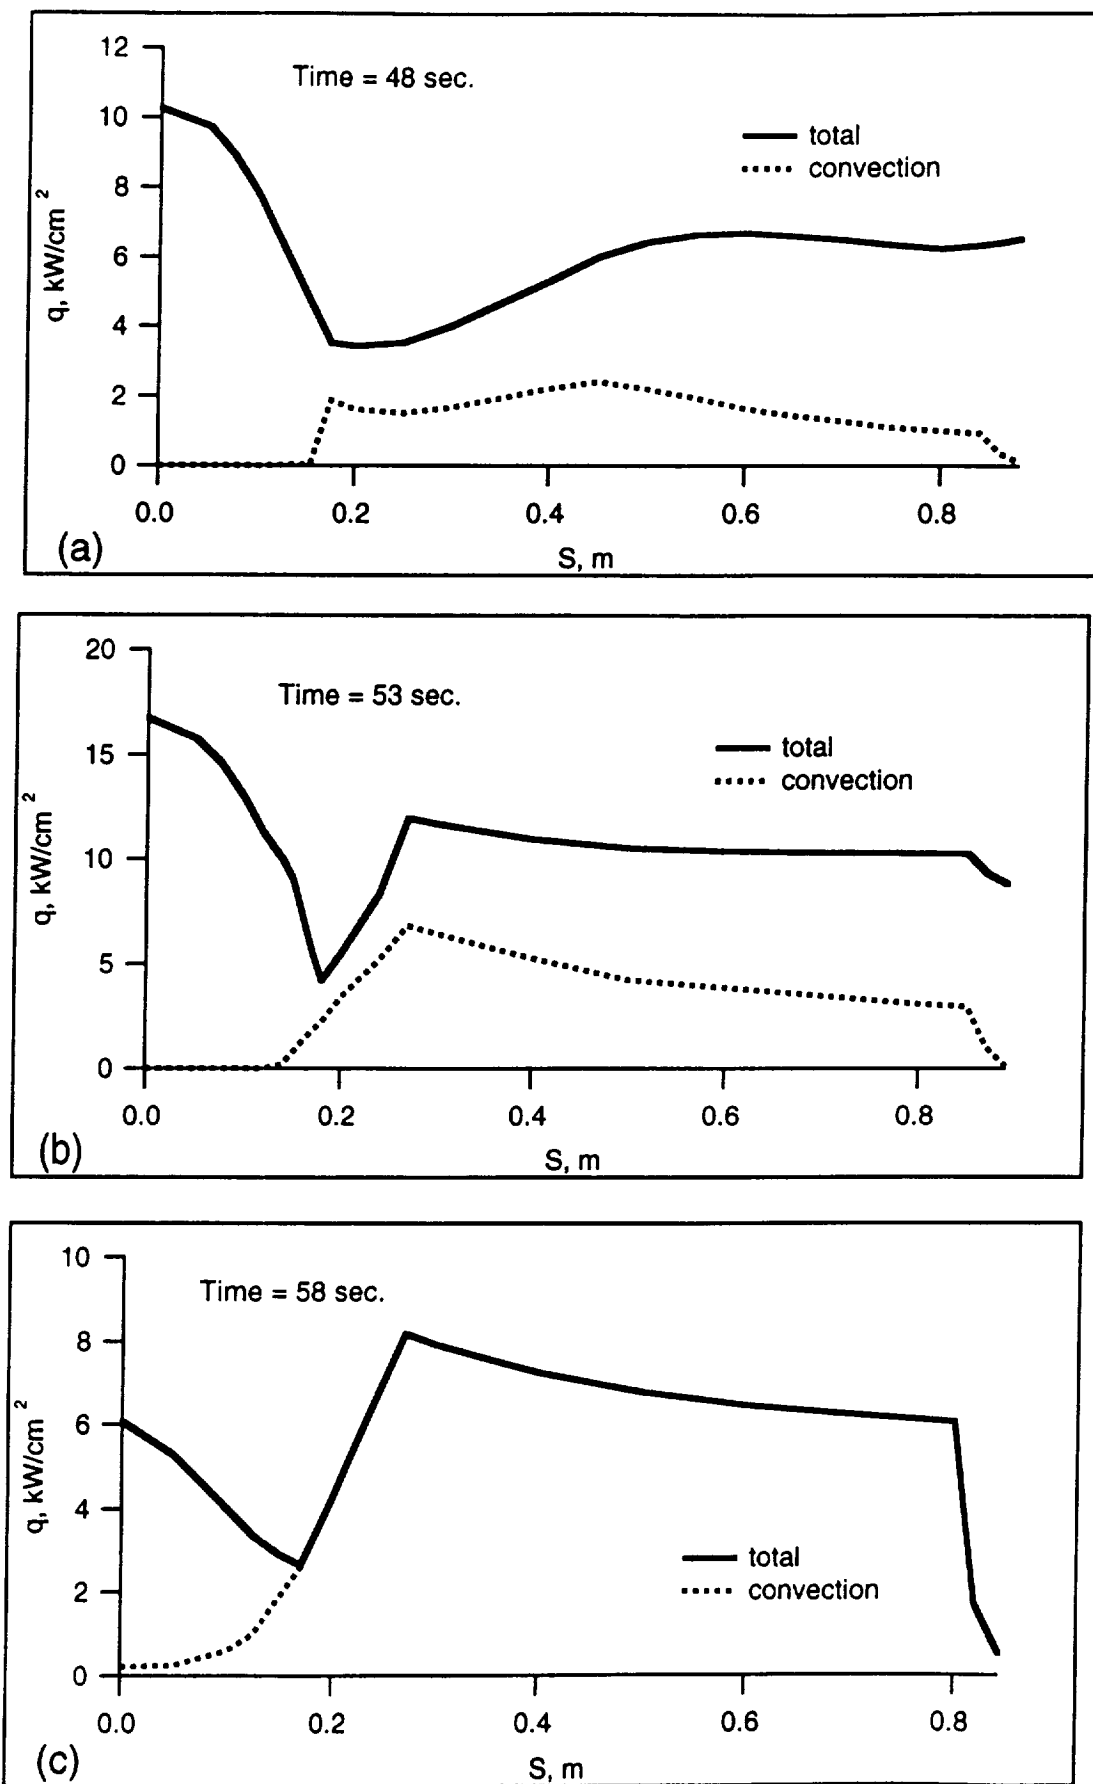 12
Time = 48 sec.
10
total
convection
8
q, kW/cm 2
6
4
2
0
0.0 0.2 0.4 0.6 0.8
(a)
S, m
20
Time = 53 sec.
15
total
convection
q, kW/cm 2
10
5
0
0.0 0.2 0.4 0.6 0.8
(b)
S, m
10
Time = 58 sec.
8
6
q, kW/cm 2
4
total
convection
2
0
0.0 0.2 0.4 0.6 0.8
(c)
S, m